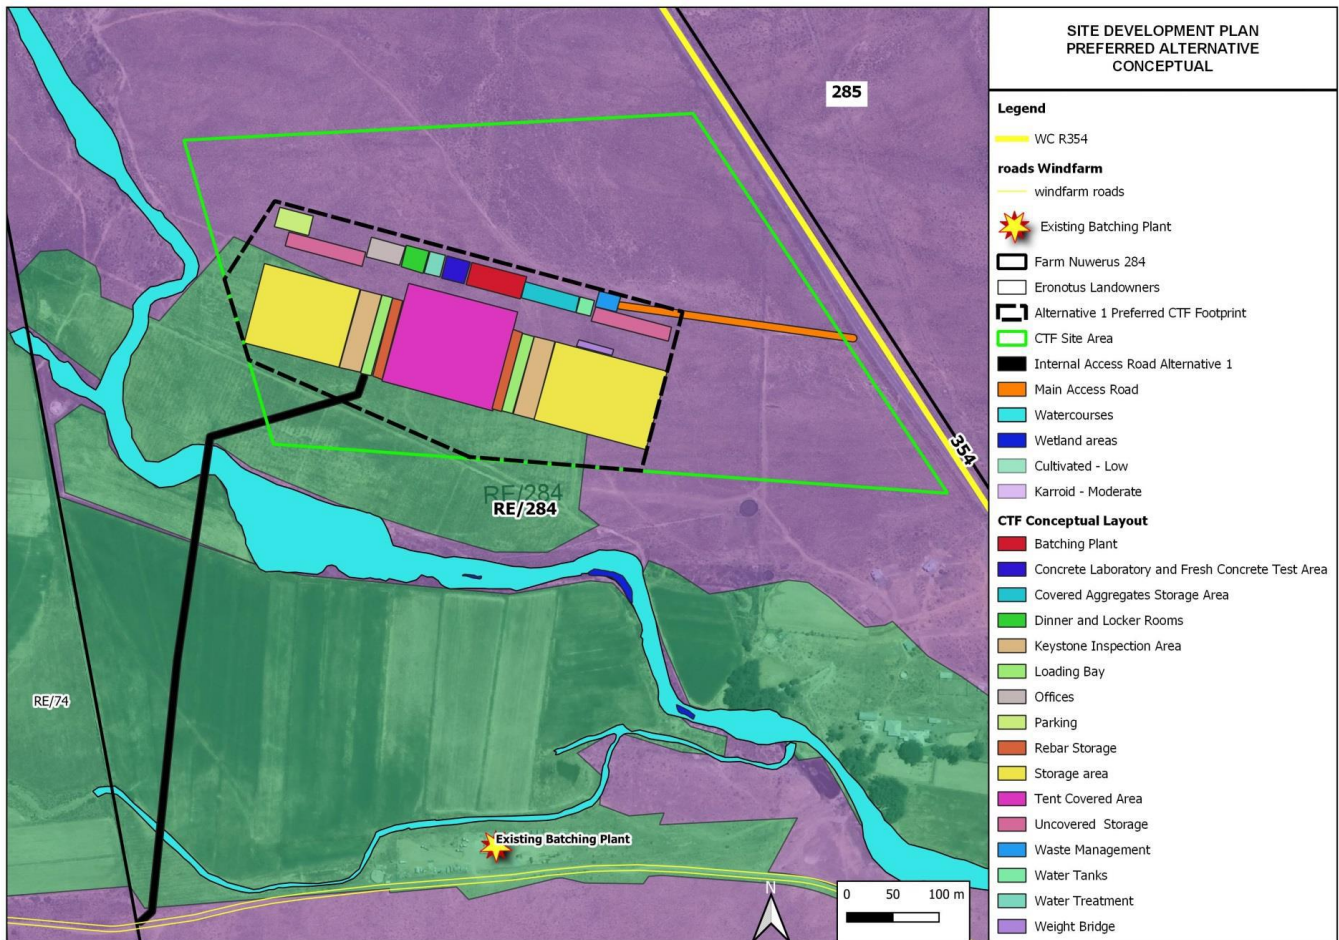 SITE DEVELOPMENT PLAN
PREFERRED ALTERNATIVE
CONCEPTUAL
Legend
WC R354
roads Windfarm
windfarm roads
Existing Batching Plant
Farm Nuwerus 284
Eronotus Landowners
Alternative 1 Preferred CTF Footprint
CTF Site Area
Internal Access Road Alternative 1
Main Access Road
Watercourses
Wetland areas
Cultivated - Low
Karroid - Moderate
CTF Conceptual Layout
Batching Plant
Concrete Laboratory and Fresh Concrete Test Area
Covered Aggregates Storage Area
Dinner and Locker Rooms
Keystone Inspection Area
Loading Bay
Offices
Parking
Rebar Storage
Storage area
Tent Covered Area
Uncovered Storage
Waste Management
Water Tanks
Water Treatment
Weight Bridge
285
354
RE/284
RE/284
RE/74
Existing Batching Plant
N
0 50 100 m